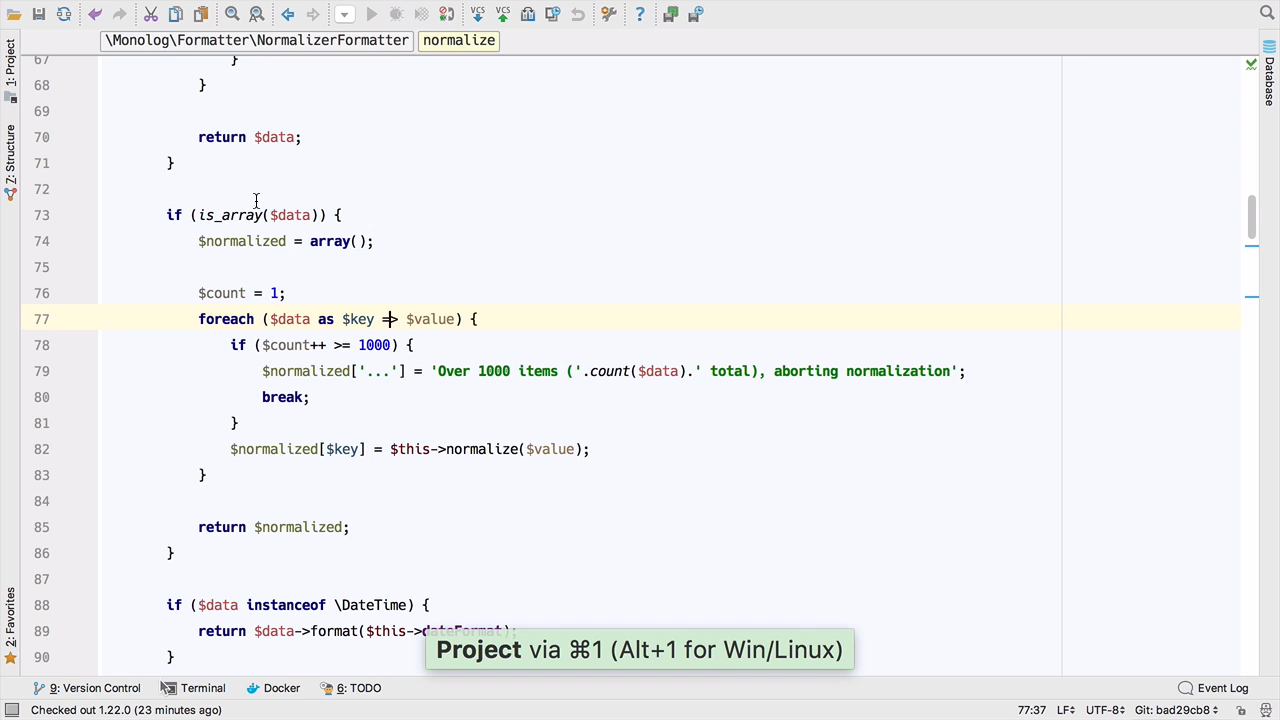 \Monolog\Formatter\NormalizerFormatter normalize
1: Project
Z: Structure
2: Favorites
Database
67 }
68 }
69
70 return $data;
71 }
72
73 if (is_array($data)) {
74 $normalized = array();
75
76 $count = 1;
77 foreach ($data as $key => $value) {
78 if ($count++ >= 1000) {
79 $normalized['...'] = 'Over 1000 items ('.count($data).' total), aborting normalization';
80 break;
81 }
82 $normalized[$key] = $this->normalize($value);
83 }
84
85 return $normalized;
86 }
87
88 if ($data instanceof \DateTime) {
89 return $data->format($this->dateFormat);
90 }
Project via ⌘1 (Alt+1 for Win/Linux)
9: Version Control Terminal Docker 6: TODO Event Log
Checked out 1.22.0 (23 minutes ago) 77:37 LF UTF-8 Git: bad29cb8
VCS VCS